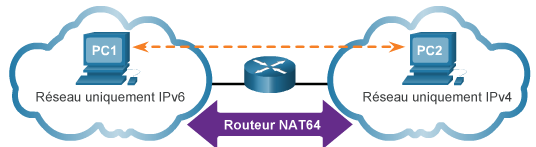 PC1
PC2
Réseau uniquement IPv6
Réseau uniquement IPv4
Routeur NAT64